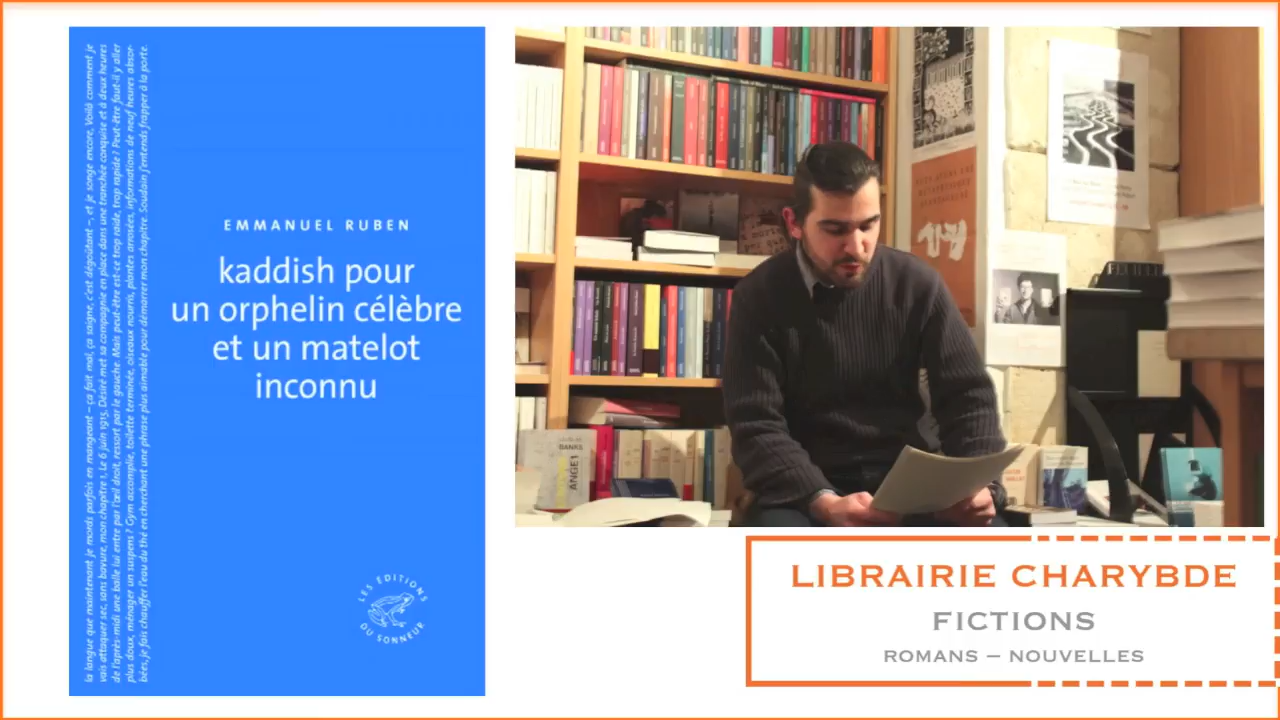 la langue que maintenant je mords parfois en mangeant – ça fait mal, ça saigne, c'est dégoûtant –, et je songe encore, Voilà comment je
vais attaquer sec, sans bavure, mon chapitre 1, Le 6 juin 1915, Désiré met sa compagnie en place dans une tranchée conquise et à deux heures
de l'après-midi une balle lui entre par l'œil droit, ressort par le gauche. Mais peut-être est-ce trop raide, trop rapide ? Peut-être faut-il y aller
plus doux, ménager un suspens ? Gym accomplie, toilette terminée, oiseaux nourris, plantes arrosées, informations de neuf heures absor-
bées, je fais chauffer l'eau du thé en cherchant une phrase plus aimable pour démarrer mon chapitre. Soudain j'entends frapper à la porte.
EMMANUEL RUBEN
kaddish pour
un orphelin célèbre
et un matelot
inconnu
LES EDITIONS
DU SONNEUR
BANKS
ANGE
LIBRAIRIE CHARYBDE
FICTIONS
ROMANS – NOUVELLES